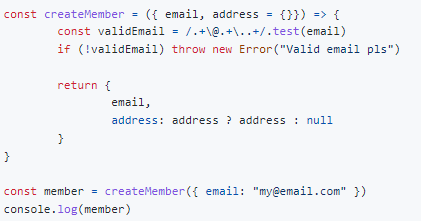 const createMember = ({ email, address = {}}) => {
        const validEmail = /.+\@.+\..+/.test(email)
        if (!validEmail) throw new Error("Valid email pls")

        return {
                email,
                address: address ? address : null
        }
}

const member = createMember({ email: "my@email.com" })
console.log(member)